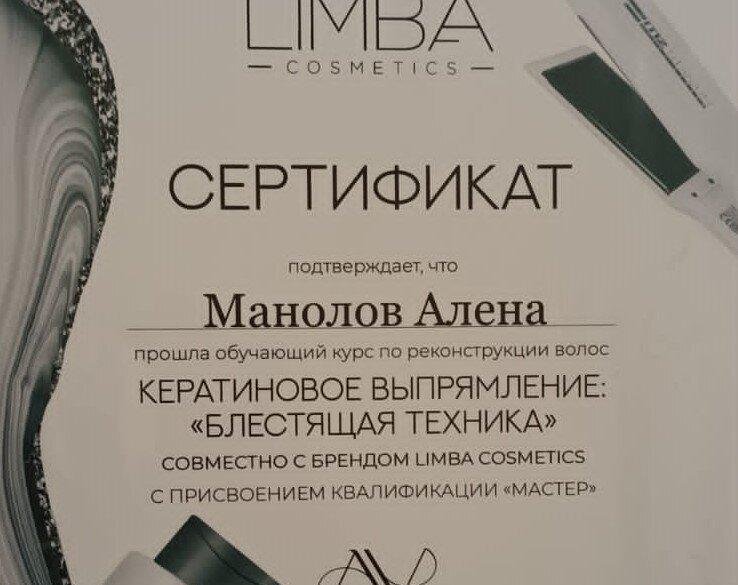 LIMBA
— COSMETICS —
СЕРТИФИКАТ
подтверждает, что
Манолов Алена
прошла обучающий курс по реконструкции волос
КЕРАТИНОВОЕ ВЫПРЯМЛЕНИЕ:
«БЛЕСТЯЩАЯ ТЕХНИКА»
СОВМЕСТНО С БРЕНДОМ LIMBA COSMETICS
С ПРИСВОЕНИЕМ КВАЛИФИКАЦИИ «МАСТЕР»